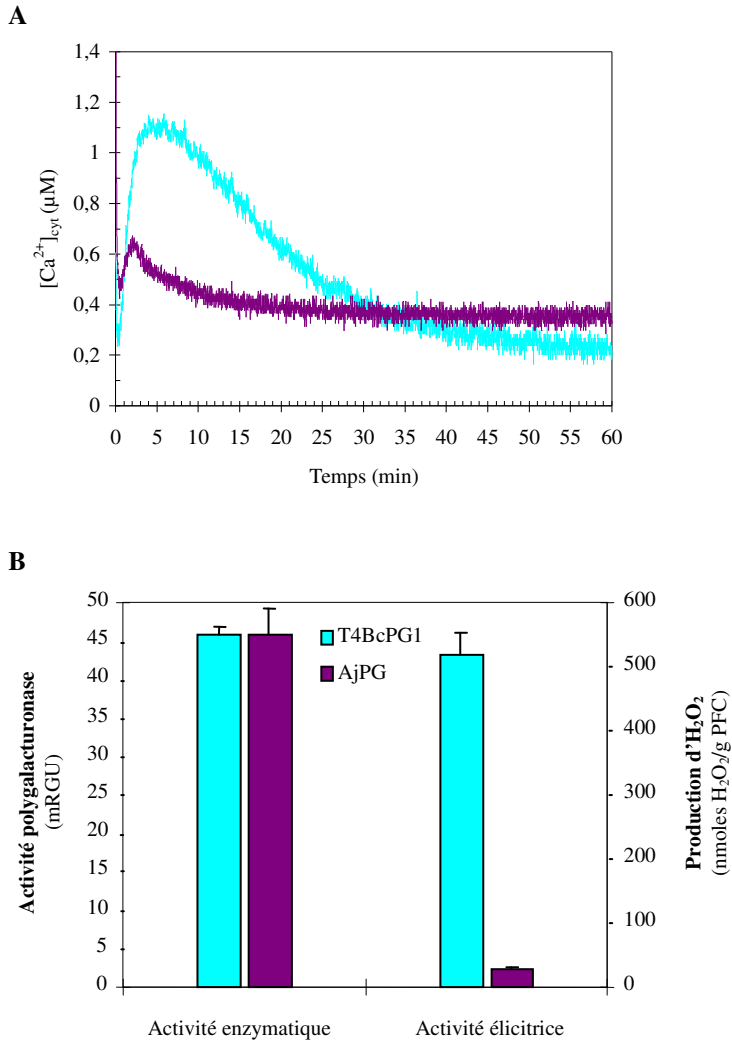 A
1,4
1,2
1
0,8
0,6
0,4
0,2
0
[Ca²⁺]cyt (µM)
0 5 10 15 20 25 30 35 40 45 50 55 60
Temps (min)
B
50
45
40
35
30
25
20
15
10
5
0
Activité polygalacturonase
(mRGU)
T4BcPG1
AjPG
600
500
400
300
200
100
0
Production d'H₂O₂
(nmoles H₂O₂/g PFC)
Activité enzymatique Activité élicitrice